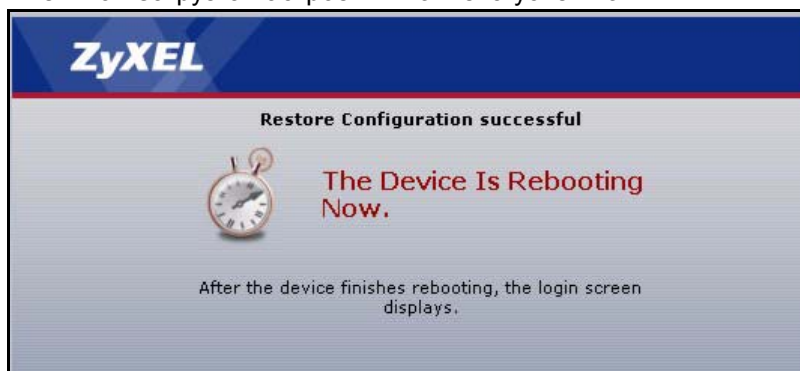 ZyXEL
Restore Configuration successful
The Device Is Rebooting
Now.
After the device finishes rebooting, the login screen
displays.